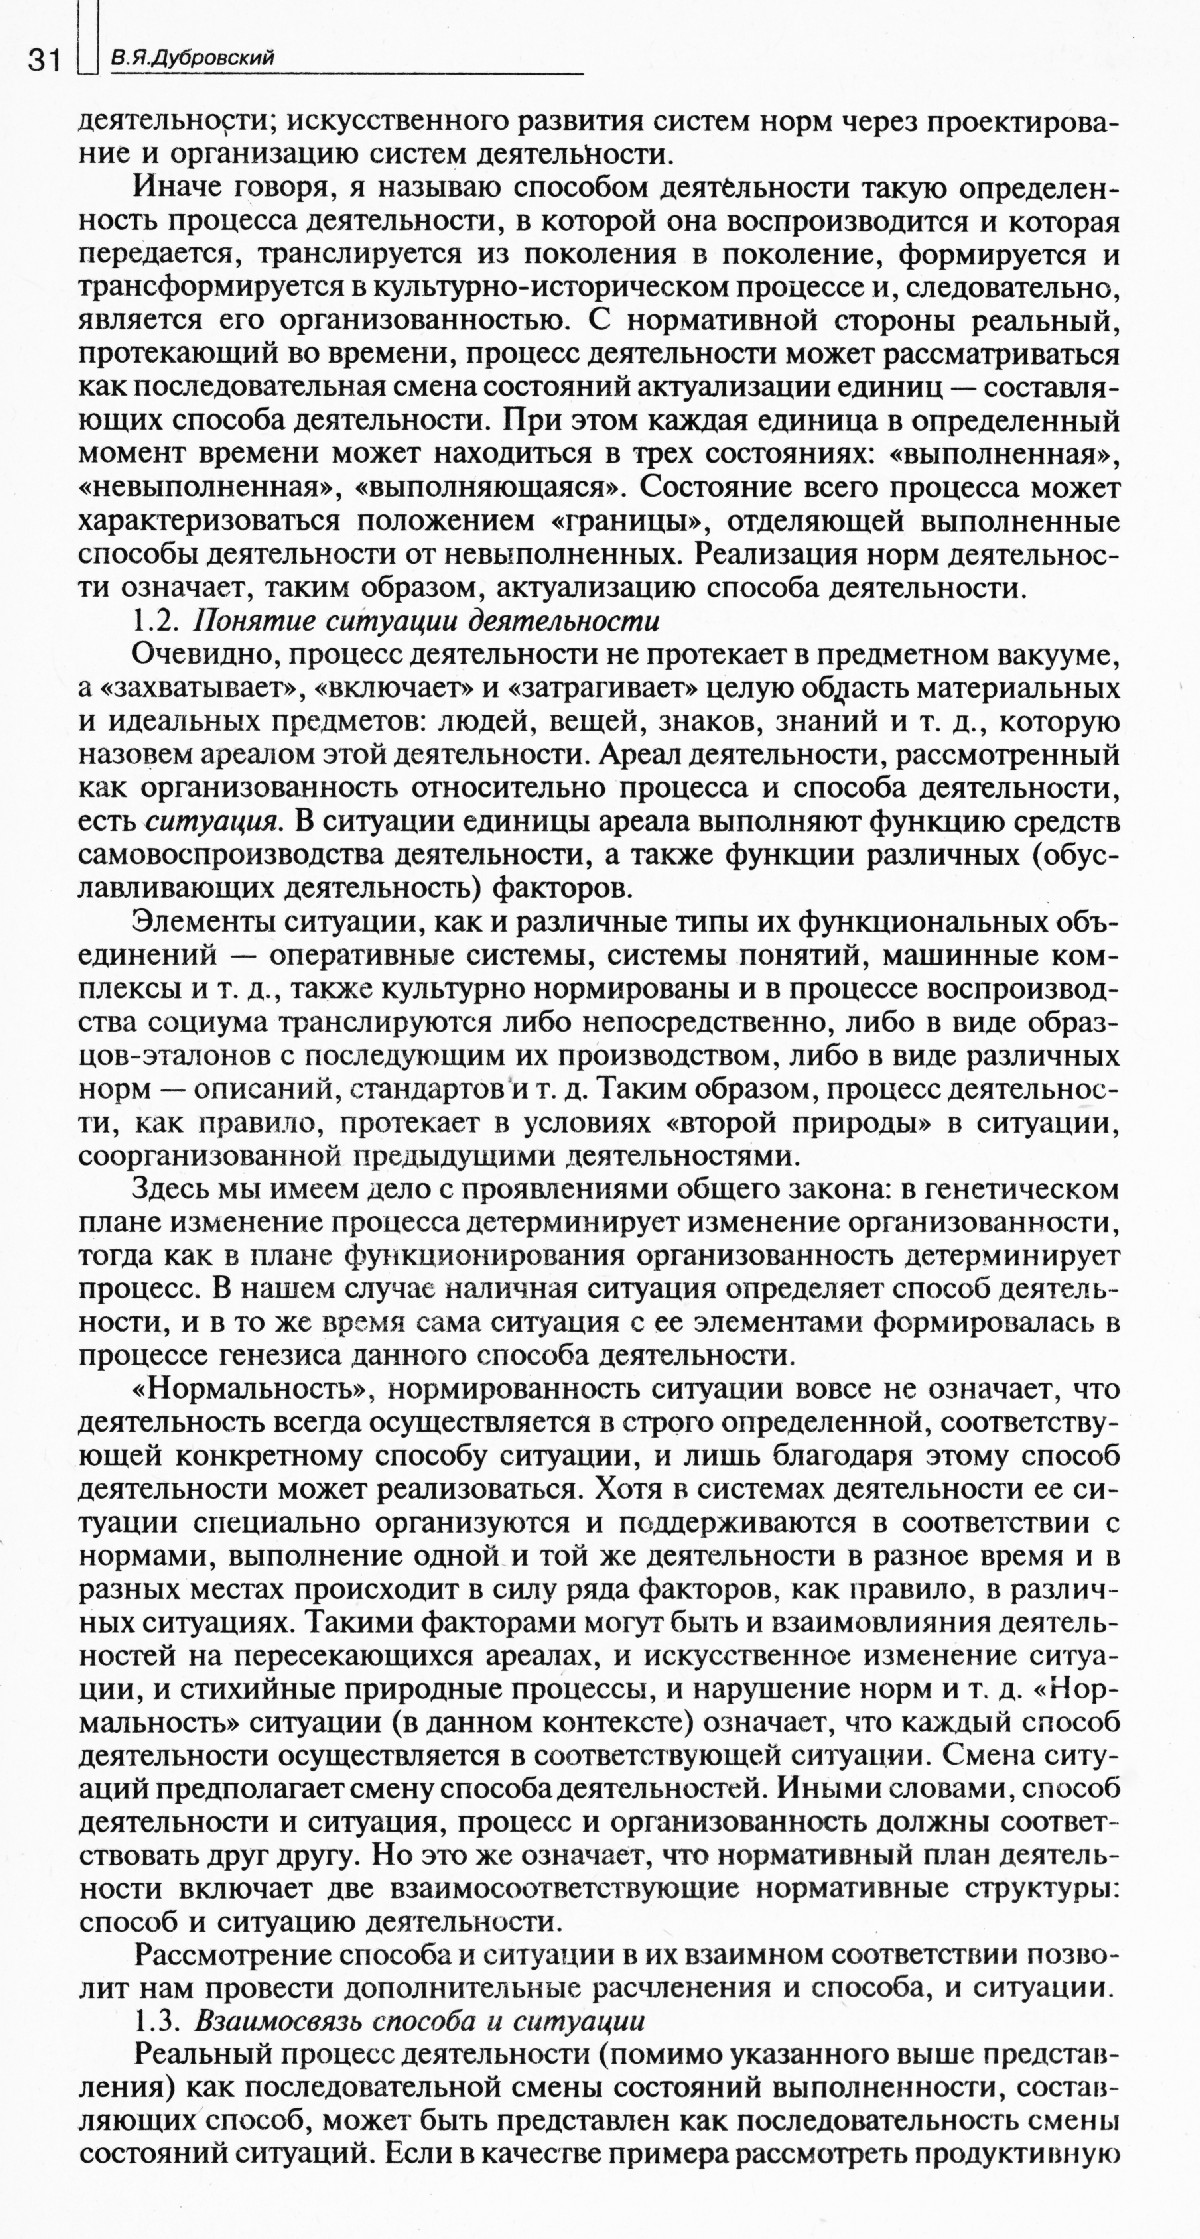 31
В.Я.Дубровский
деятельности; искусственного развития систем норм через проектирова-
ние и организацию систем деятельности.
Иначе говоря, я называю способом деятельности такую определен-
ность процесса деятельности, в которой она воспроизводится и которая
передается, транслируется из поколения в поколение, формируется и
трансформируется в культурно-историческом процессе и, следовательно,
является его организованностью. С нормативной стороны реальный,
протекающий во времени, процесс деятельности может рассматриваться
как последовательная смена состояний актуализации единиц — составля-
ющих способа деятельности. При этом каждая единица в определенный
момент времени может находиться в трех состояниях: «выполненная»,
«невыполненная», «выполняющаяся». Состояние всего процесса может
характеризоваться положением «границы», отделяющей выполненные
способы деятельности от невыполненных. Реализация норм деятельнос-
ти означает, таким образом, актуализацию способа деятельности.
1.2. Понятие ситуации деятельности
Очевидно, процесс деятельности не протекает в предметном вакууме,
а «захватывает», «включает» и «затрагивает» целую область материальных
и идеальных предметов: людей, вещей, знаков, знаний и т. д., которую
назовем ареалом этой деятельности. Ареал деятельности, рассмотренный
как организованность относительно процесса и способа деятельности,
есть ситуация. В ситуации единицы ареала выполняют функцию средств
самовоспроизводства деятельности, а также функции различных (обус-
лавливающих деятельность) факторов.
Элементы ситуации, как и различные типы их функциональных объ-
единений — оперативные системы, системы понятий, машинные ком-
плексы и т. д., также культурно нормированы и в процессе воспроизвод-
ства социума транслируются либо непосредственно, либо в виде образ-
цов-эталонов с последующим их производством, либо в виде различных
норм — описаний, стандартов и т. д. Таким образом, процесс деятельнос-
ти, как правило, протекает в условиях «второй природы» в ситуации,
соорганизованной предыдущими деятельностями.
Здесь мы имеем дело с проявлениями общего закона: в генетическом
плане изменение процесса детерминирует изменение организованности,
тогда как в плане функционирования организованность детерминирует
процесс. В нашем случае наличная ситуация определяет способ деятель-
ности, и в то же время сама ситуация с ее элементами формировалась в
процессе генезиса данного способа деятельности.
«Нормальность», нормированность ситуации вовсе не означает, что
деятельность всегда осуществляется в строго определенной, соответству-
ющей конкретному способу ситуации, и лишь благодаря этому способ
деятельности может реализоваться. Хотя в системах деятельности ее си-
туации специально организуются и поддерживаются в соответствии с
нормами, выполнение одной и той же деятельности в разное время и в
разных местах происходит в силу ряда факторов, как правило, в различ-
ных ситуациях. Такими факторами могут быть и взаимовлияния деятель-
ностей на пересекающихся ареалах, и искусственное изменение ситуа-
ции, и стихийные природные процессы, и нарушение норм и т. д. «Нор-
мальность» ситуации (в данном контексте) означает, что каждый способ
деятельности осуществляется в соответствующей ситуации. Смена ситу-
аций предполагает смену способа деятельностей. Иными словами, способ
деятельности и ситуация, процесс и организованность должны соответ-
ствовать друг другу. Но это же означает, что нормативный план деятель-
ности включает две взаимосоответствующие нормативные структуры:
способ и ситуацию деятельности.
Рассмотрение способа и ситуации в их взаимном соответствии позво-
лит нам провести дополнительные расчленения и способа, и ситуации.
1.3. Взаимосвязь способа и ситуации
Реальный процесс деятельности (помимо указанного выше представ-
ления) как последовательной смены состояний выполненности, состав-
ляющих способ, может быть представлен как последовательность смены
состояний ситуаций. Если в качестве примера рассмотреть продуктивную